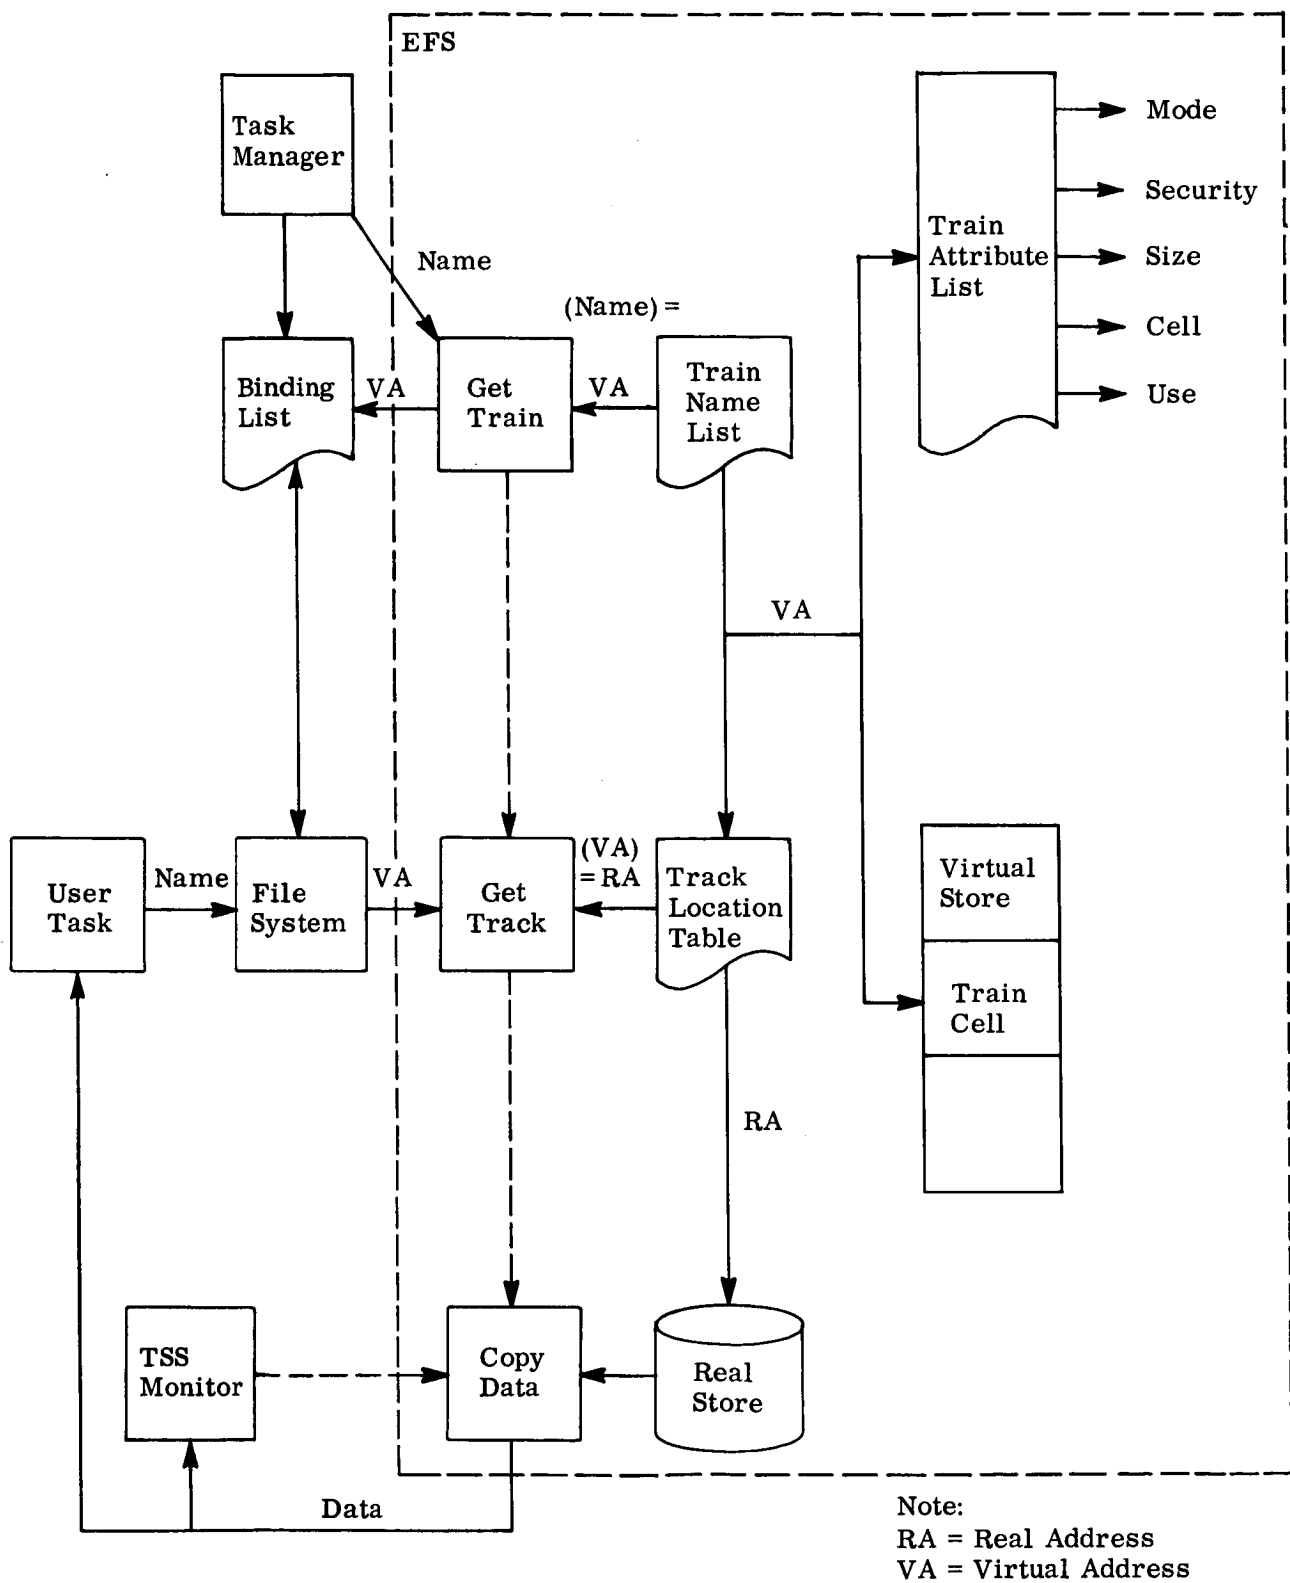 EFS
Task
Manager
Mode
Security
Train
Attribute
List
Size
Cell
Use
Name
(Name) =
Binding
List
VA
Get
Train
VA
Train
Name
List
VA
User
Task
Name
File
System
VA
Get
Track
(VA)
=RA
Track
Location
Table
Virtual
Store
Train
Cell
RA
TSS
Monitor
Copy
Data
Real
Store
Data
Note:
RA = Real Address
VA = Virtual Address